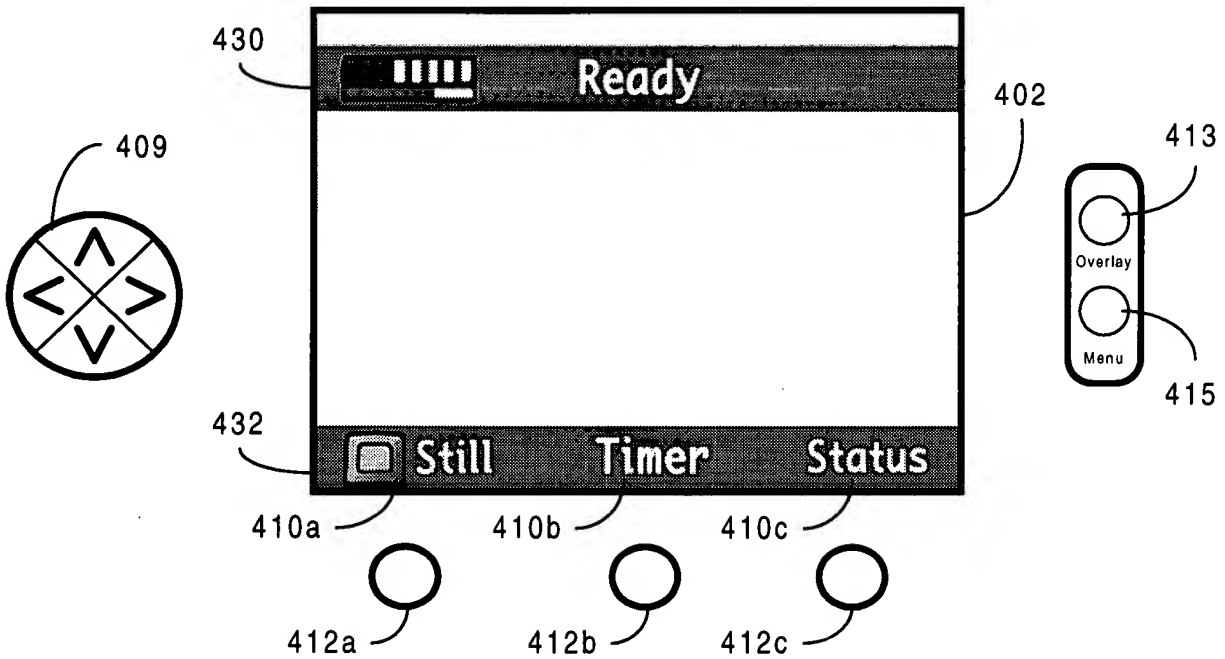 430
Ready
402
413
409
Overlay
Menu
415
432
Still
Timer
Status
410a
410b
410c
412a
412b
412c